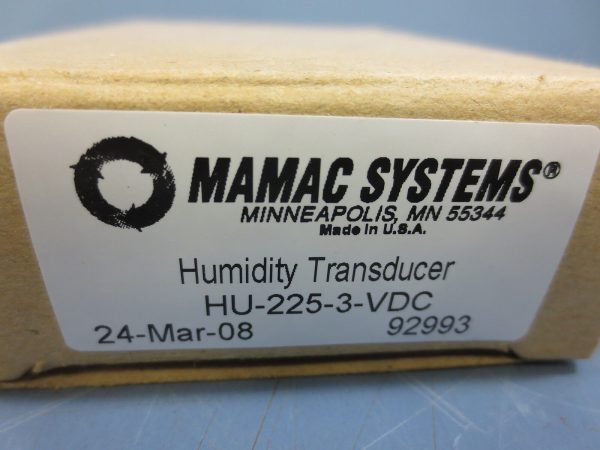 MAMAC SYSTEMS®
MINNEAPOLIS, MN 55344
Made in U.S.A.
Humidity Transducer
HU-225-3-VDC
24-Mar-08 92993